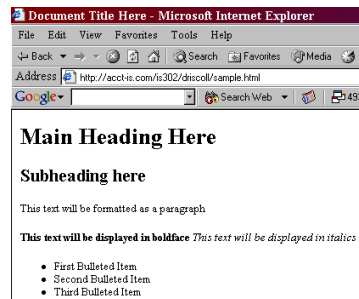 Document Title Here - Microsoft Internet Explorer
File Edit View Favorites Tools Help
Back Search Favorites Media
Address http://acct-is.com/is302/driscoll/sample.html
Google Search Web 493
Main Heading Here
Subheading here
This text will be formatted as a paragraph
This text will be displayed in boldface This text will be displayed in italics
First Bulleted Item
Second Bulleted Item
Third Bulleted Item